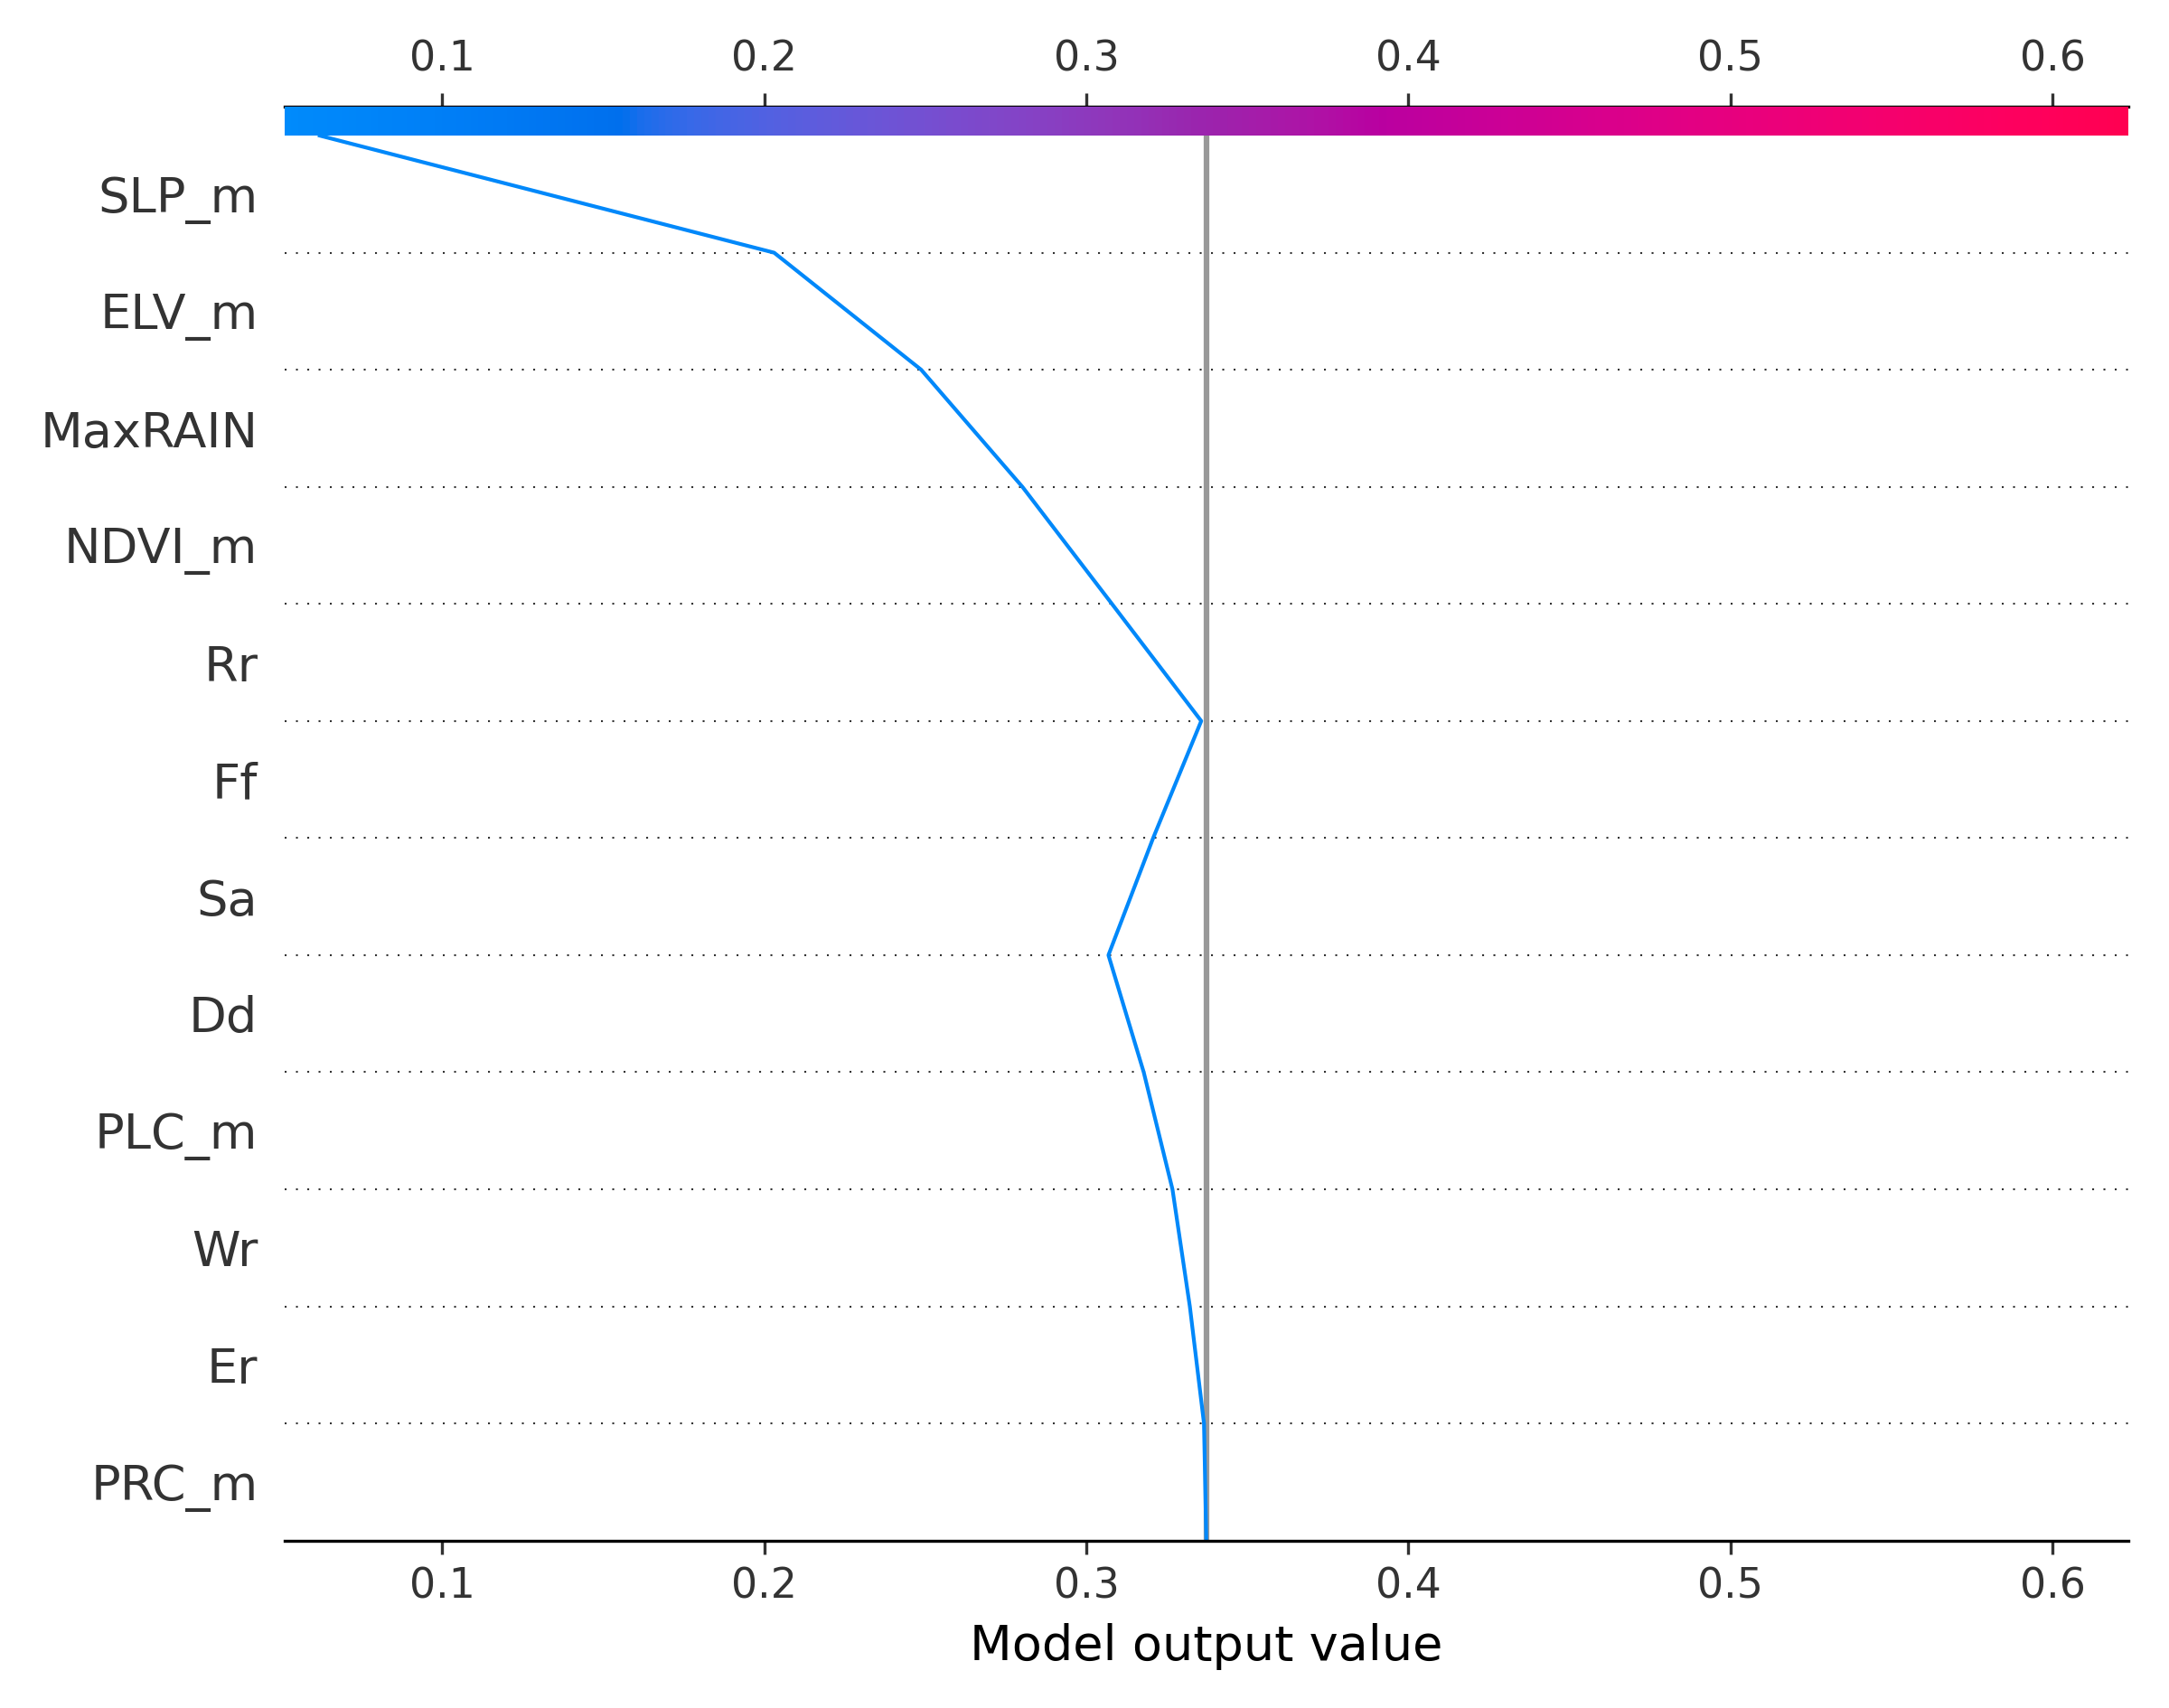 0.1 0.2 0.3 0.4 0.5 0.6
SLP_m
ELV_m
MaxRAIN
NDVI_m
Rr
Ff
Sa
Dd
PLC_m
Wr
Er
PRC_m
0.1 0.2 0.3 0.4 0.5 0.6
Model output value